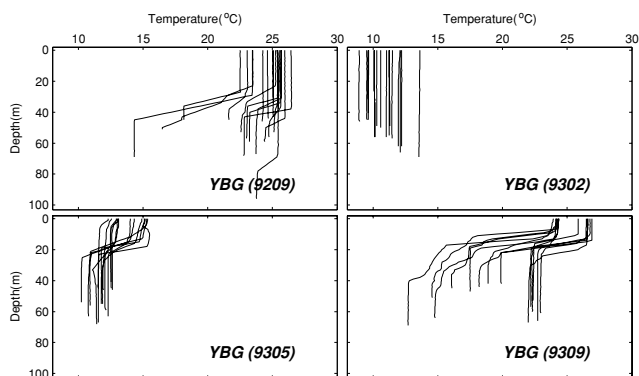 Temperature(°C)
Temperature(°C)
10 15 20 25 30
10 15 20 25 30
0
20
40
60
80
100
Depth(m)
YBG (9209)
YBG (9302)
0
20
40
60
80
100
Depth(m)
YBG (9305)
YBG (9309)